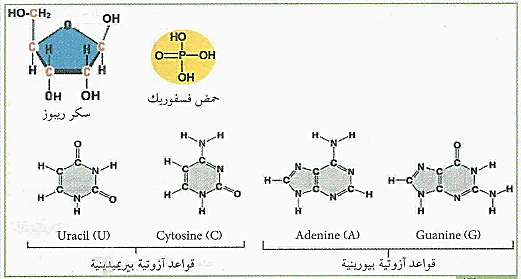 سكر ريبوز
حمض فسفوريك
Uracil (U)
Cytosine (C)
Adenine (A)
Guanine (G)
قواعد آزوتية بيريميدينية
قواعد آزوتية بيورينية
HO-CH₂
O
OH
C
H
H
C
C
H
C
C
H
OH
OH
HO
O=P-OH
OH
O
H
H
N
H
N
O
H
H
H
N
H
N
H
N
O
H
H
H
N
H
N
N
H
N
N
H
H
O
N
N
H
H
N
N
N
H
H
H